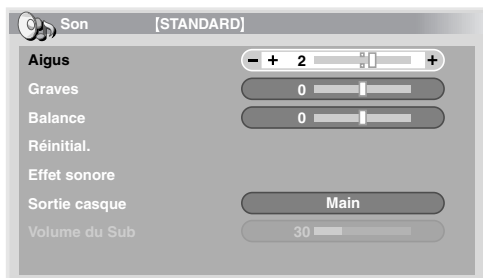 Son [STANDARD]
Aigus − + 2 +
Graves 0
Balance 0
Réinitial.
Effet sonore
Sortie casque Main
Volume du Sub 30